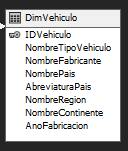 DimVehiculo
IDVehiculo
NombreTipoVehiculo
NombreFabricante
NombrePais
AbreviaturaPais
NombreRegion
NombreContinente
AnoFabricacion